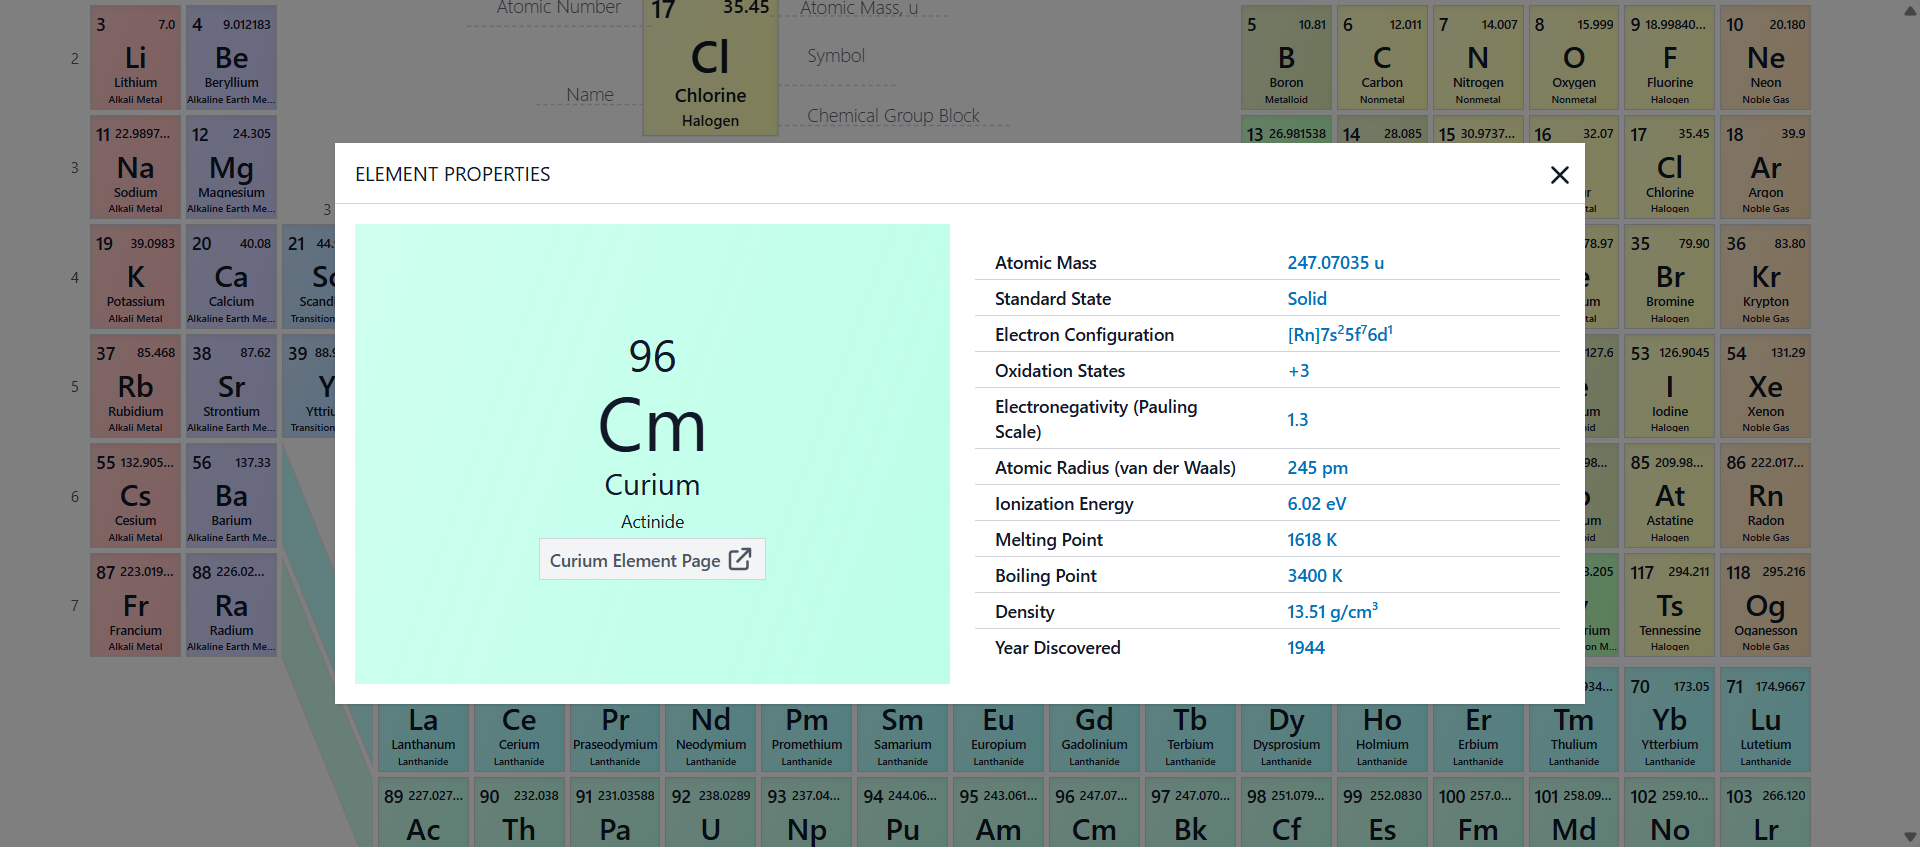 Atomic Number
17 35.45
Atomic Mass, u
Cl
Symbol
Name
Chlorine
Halogen
Chemical Group Block
2
3 7.0
Li
Lithium
Alkali Metal
4 9.012183
Be
Beryllium
Alkaline Earth Me...
5 10.81
B
Boron
Metalloid
6 12.011
C
Carbon
Nonmetal
7 14.007
N
Nitrogen
Nonmetal
8 15.999
O
Oxygen
Nonmetal
9 18.99840...
F
Fluorine
Halogen
10 20.180
Ne
Neon
Noble Gas
3
11 22.9897...
Na
Sodium
Alkali Metal
12 24.305
Mg
Magnesium
Alkaline Earth Me...
3
13 26.981538
14 28.085
15 30.9737...
16 32.07
17 35.45
Cl
Chlorine
Halogen
18 39.9
Ar
Argon
Noble Gas
ELEMENT PROPERTIES
96
Cm
Curium
Actinide
Curium Element Page
Atomic Mass 247.07035 u
Standard State Solid
Electron Configuration [Rn]7s²5f⁷6d¹
Oxidation States +3
Electronegativity (Pauling
Scale) 1.3
Atomic Radius (van der Waals) 245 pm
Ionization Energy 6.02 eV
Melting Point 1618 K
Boiling Point 3400 K
Density 13.51 g/cm³
Year Discovered 1944
4
19 39.0983
K
Potassium
Alkali Metal
20 40.08
Ca
Calcium
Alkaline Earth Me...
21 44.
Sc
Scandi
Transition
78.97
35 79.90
Br
Bromine
Halogen
36 83.80
Kr
Krypton
Noble Gas
5
37 85.468
Rb
Rubidium
Alkali Metal
38 87.62
Sr
Strontium
Alkaline Earth Me...
39 88.9
Y
Yttriu
Transition
127.6
53 126.9045
I
Iodine
Halogen
54 131.29
Xe
Xenon
Noble Gas
6
55 132.905...
Cs
Cesium
Alkali Metal
56 137.33
Ba
Barium
Alkaline Earth Me...
98...
85 209.98...
At
Astatine
Halogen
86 222.017...
Rn
Radon
Noble Gas
7
87 223.019...
Fr
Francium
Alkali Metal
88 226.02...
Ra
Radium
Alkaline Earth Me...
3.205
rium
on M...
117 294.211
Ts
Tennessine
Halogen
118 295.216
Og
Oganesson
Noble Gas
La
Lanthanum
Lanthanide
Ce
Cerium
Lanthanide
Pr
Praseodymium
Lanthanide
Nd
Neodymium
Lanthanide
Pm
Promethium
Lanthanide
Sm
Samarium
Lanthanide
Eu
Europium
Lanthanide
Gd
Gadolinium
Lanthanide
Tb
Terbium
Lanthanide
Dy
Dysprosium
Lanthanide
Ho
Holmium
Lanthanide
Er
Erbium
Lanthanide
934...
Tm
Thulium
Lanthanide
70 173.05
Yb
Ytterbium
Lanthanide
71 174.9667
Lu
Lutetium
Lanthanide
89 227.027...
Ac
90 232.038
Th
91 231.03588
Pa
92 238.0289
U
93 237.04...
Np
94 244.06...
Pu
95 243.061...
Am
96 247.07...
Cm
97 247.070...
Bk
98 251.079...
Cf
99 252.0830
Es
100 257.0...
Fm
101 258.09...
Md
102 259.10...
No
103 266.120
Lr